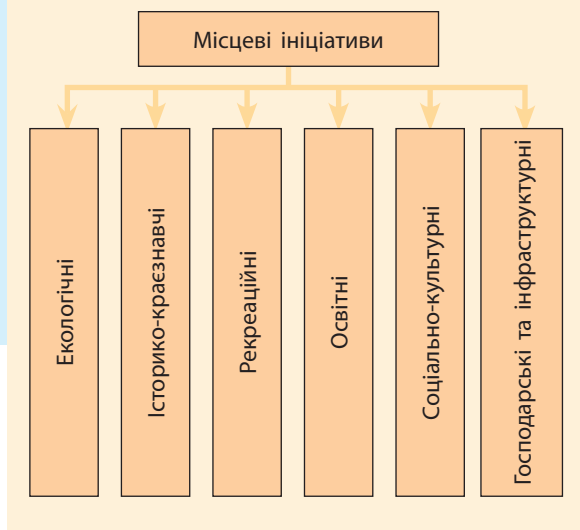 Місцеві ініціативи
Екологічні
Історико-краєзнавчі
Рекреаційні
Освітні
Соціально-культурні
Господарські та інфраструктурні